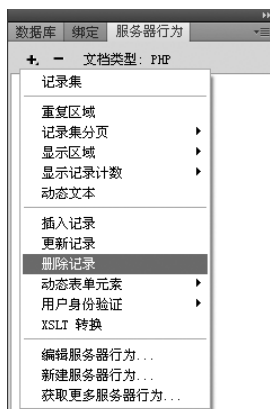 数据库 绑定 服务器行为
+, − 文档类型: PHP
记录集
重复区域
记录集分页
显示区域
显示记录计数
动态文本
插入记录
更新记录
删除记录
动态表单元素
用户身份验证
XSLT 转换
编辑服务器行为...
新建服务器行为...
获取更多服务器行为...